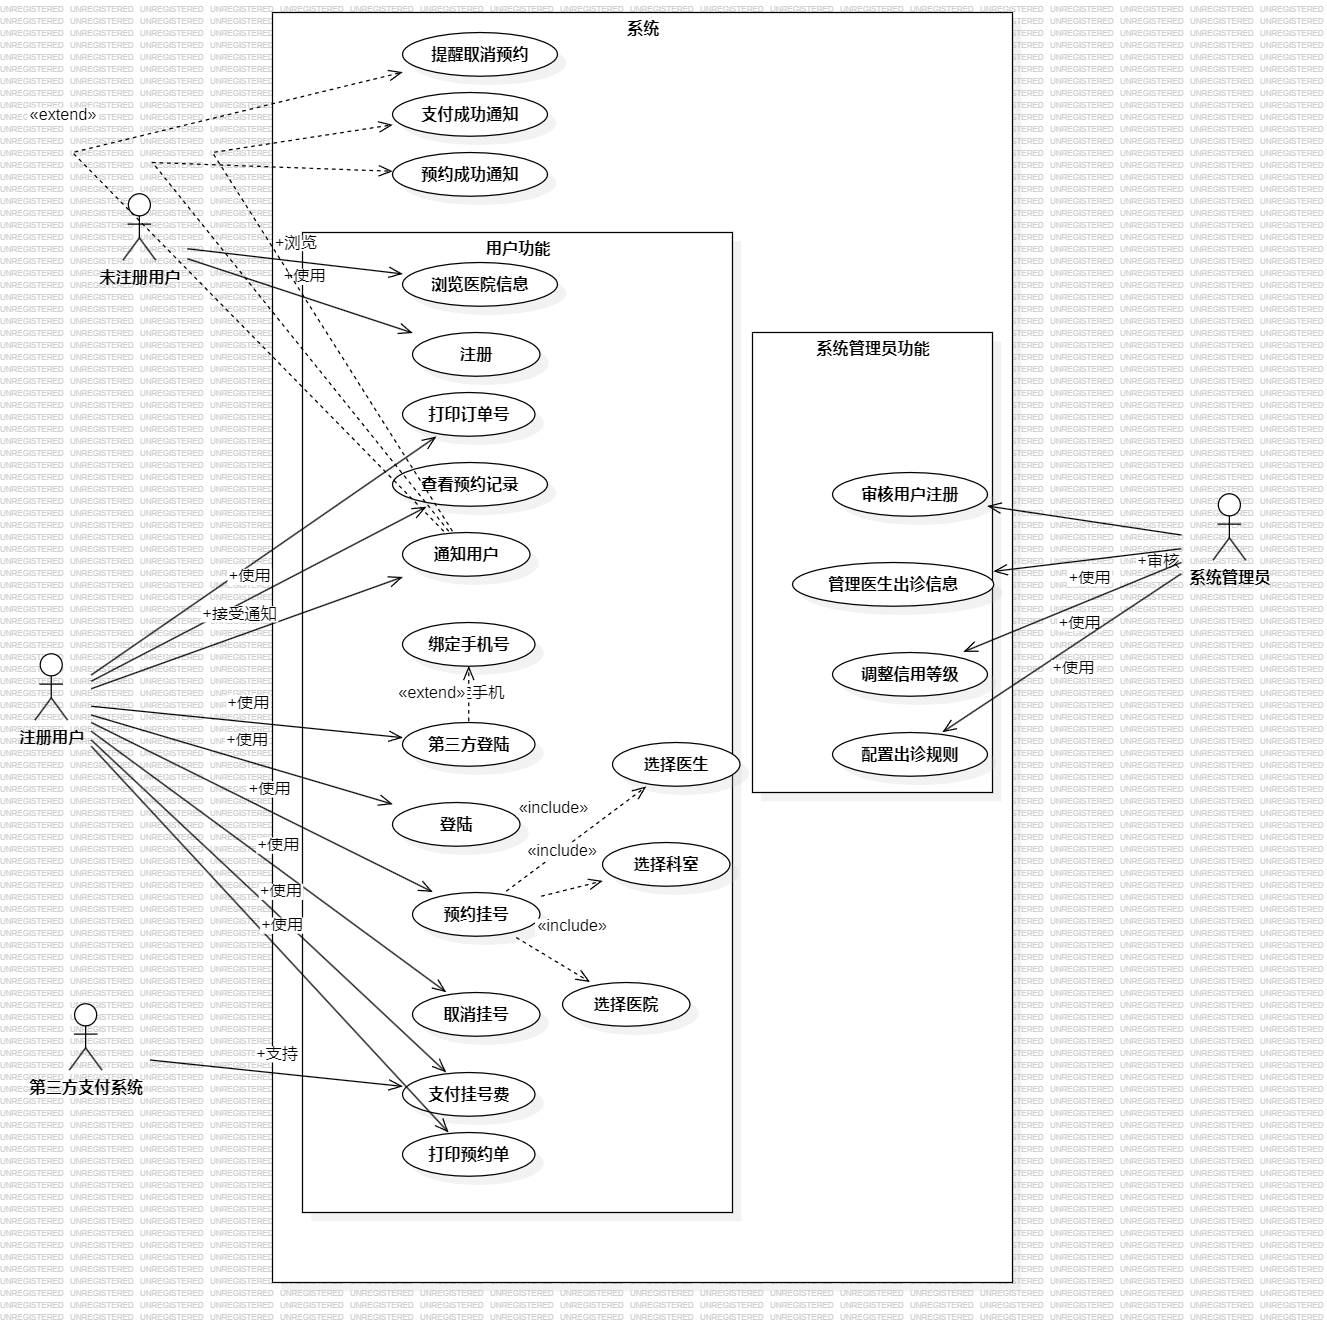 系统
提醒取消预约
«extend»
支付成功通知
预约成功通知
未注册用户
+浏览
用户功能
+使用
浏览医院信息
注册
系统管理员功能
打印订单号
查看预约记录
审核用户注册
通知用户
+审核
系统管理员
+使用
+使用
管理医生出诊信息
+接受通知
+使用
绑定手机号
+使用
调整信用等级
«extend»
手机
+使用
注册用户
+使用
第三方登陆
配置出诊规则
选择医生
+使用
«include»
登陆
+使用
«include»
选择科室
+使用
预约挂号
+使用
«include»
选择医院
取消挂号
第三方支付系统
+支持
支付挂号费
打印预约单
UNREGISTERED